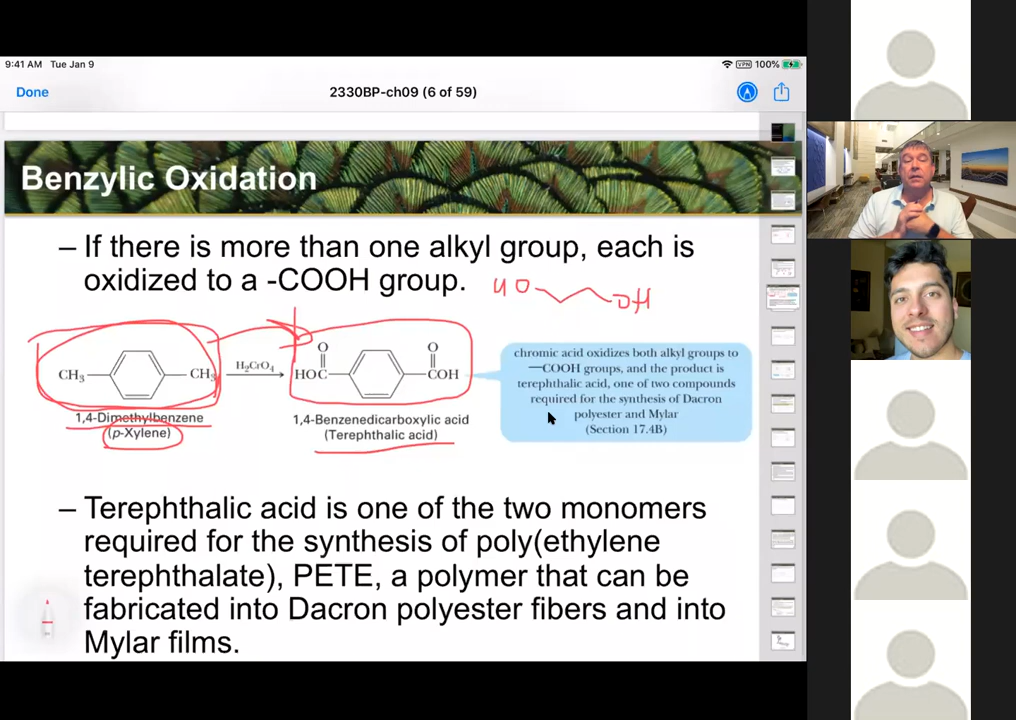 9:41 AM Tue Jan 9
VPN 100%
Done
2330BP-ch09 (6 of 59)
Benzylic Oxidation
– If there is more than one alkyl group, each is
oxidized to a -COOH group.
HO OH
O O
CH₃ CH₃ H₂CrO₄ HOC COH
1,4-Dimethylbenzene
(p-Xylene)
1,4-Benzenedicarboxylic acid
(Terephthalic acid)
chromic acid oxidizes both alkyl groups to
—COOH groups, and the product is
terephthalic acid, one of two compounds
required for the synthesis of Dacron
polyester and Mylar
(Section 17.4B)
– Terephthalic acid is one of the two monomers
required for the synthesis of poly(ethylene
terephthalate), PETE, a polymer that can be
fabricated into Dacron polyester fibers and into
Mylar films.